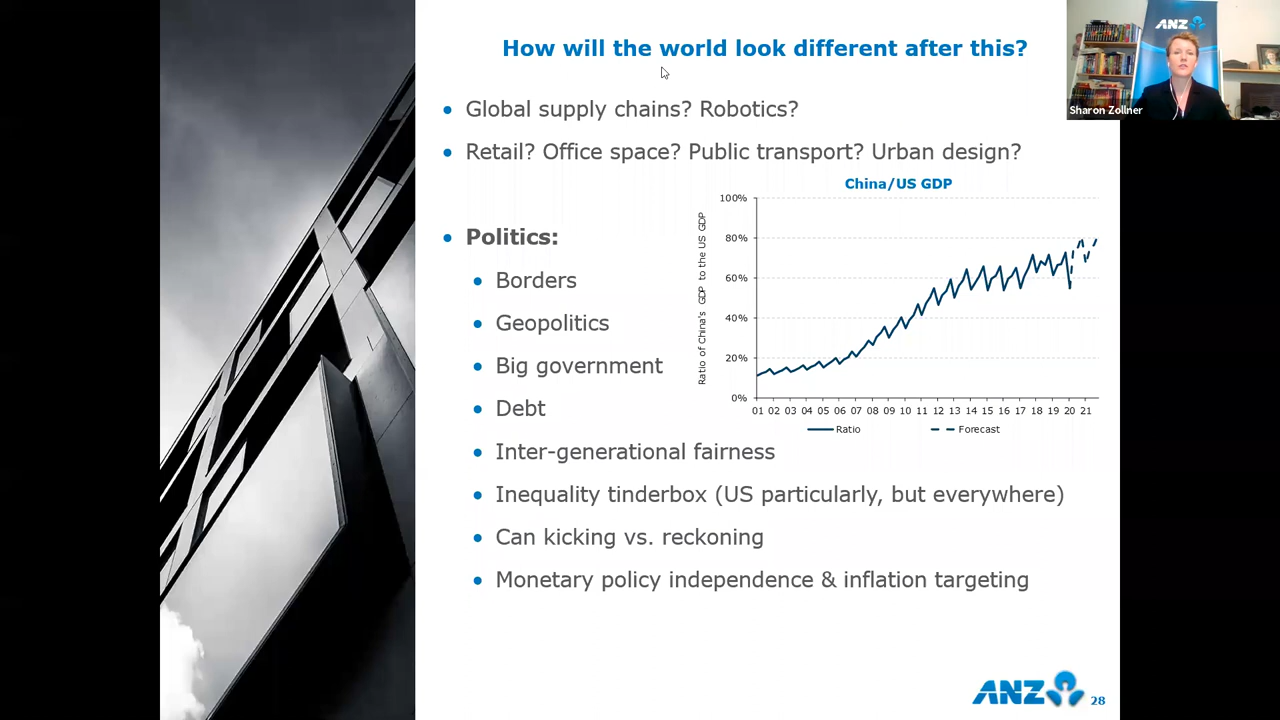 How will the world look different after this?
ANZ
Sharon Zollner
• Global supply chains? Robotics?
• Retail? Office space? Public transport? Urban design?
China/US GDP
Ratio of China's GDP to the US GDP
100%
80%
60%
40%
20%
0%
01 02 03 04 05 06 07 08 09 10 11 12 13 14 15 16 17 18 19 20 21
Ratio Forecast
• Politics:
• Borders
• Geopolitics
• Big government
• Debt
• Inter-generational fairness
• Inequality tinderbox (US particularly, but everywhere)
• Can kicking vs. reckoning
• Monetary policy independence & inflation targeting
ANZ 28